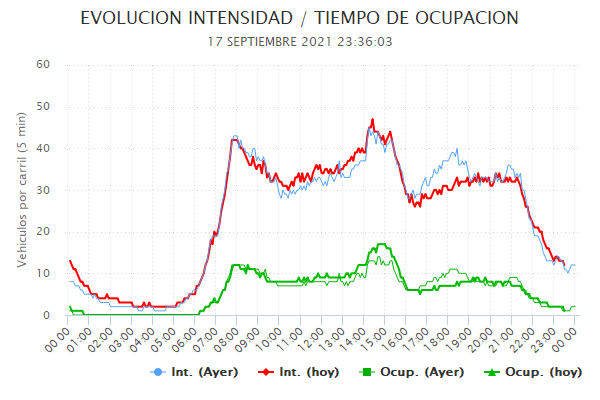 EVOLUCION INTENSIDAD / TIEMPO DE OCUPACION
17 SEPTIEMBRE 2021 23:36:03
Vehiculos por carril (5 min)
60
50
40
30
20
10
0
00:00 01:00 02:00 03:00 04:00 05:00 06:00 07:00 08:00 09:00 10:00 11:00 12:00 13:00 14:00 15:00 16:00 17:00 18:00 19:00 20:00 21:00 22:00 23:00 00:00
Int. (Ayer) Int. (hoy) Ocup. (Ayer) Ocup. (hoy)